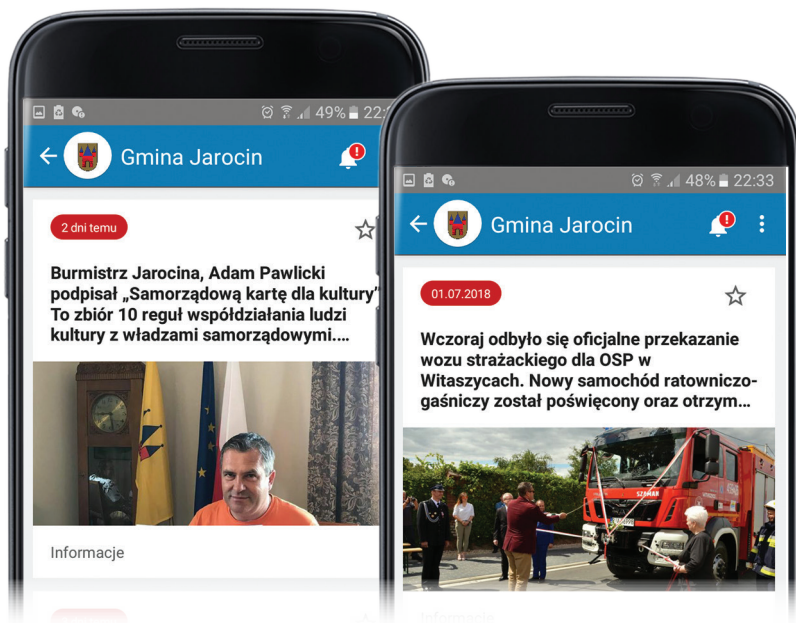 49% 22:
Gmina Jarocin
2 dni temu
Burmistrz Jarocina, Adam Pawlicki
podpisał „Samorządową kartę dla kultury”
To zbiór 10 reguł współdziałania ludzi
kultury z władzami samorządowymi....
Informacje
48% 22:33
Gmina Jarocin
01.07.2018
Wczoraj odbyło się oficjalne przekazanie
wozu strażackiego dla OSP w
Witaszycach. Nowy samochód ratowniczo-
gaśniczy został poświęcony oraz otrzym...
SZAMAN
Informacje